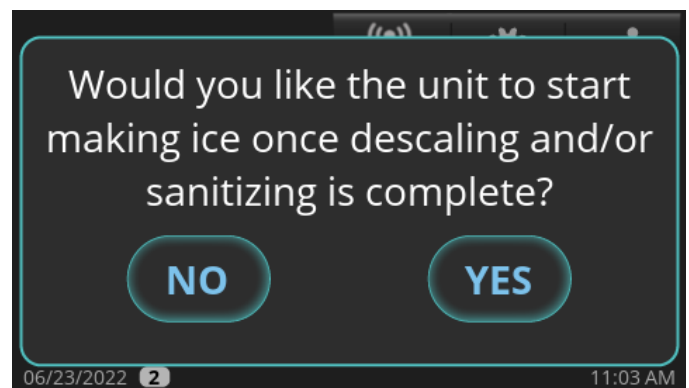 Would you like the unit to start
making ice once descaling and/or
sanitizing is complete?
NO YES
06/23/2022 2 11:03 AM